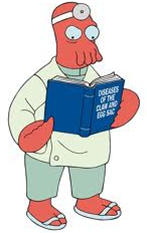 DISEASES
OF THE
CLAW AND
EGG SAC